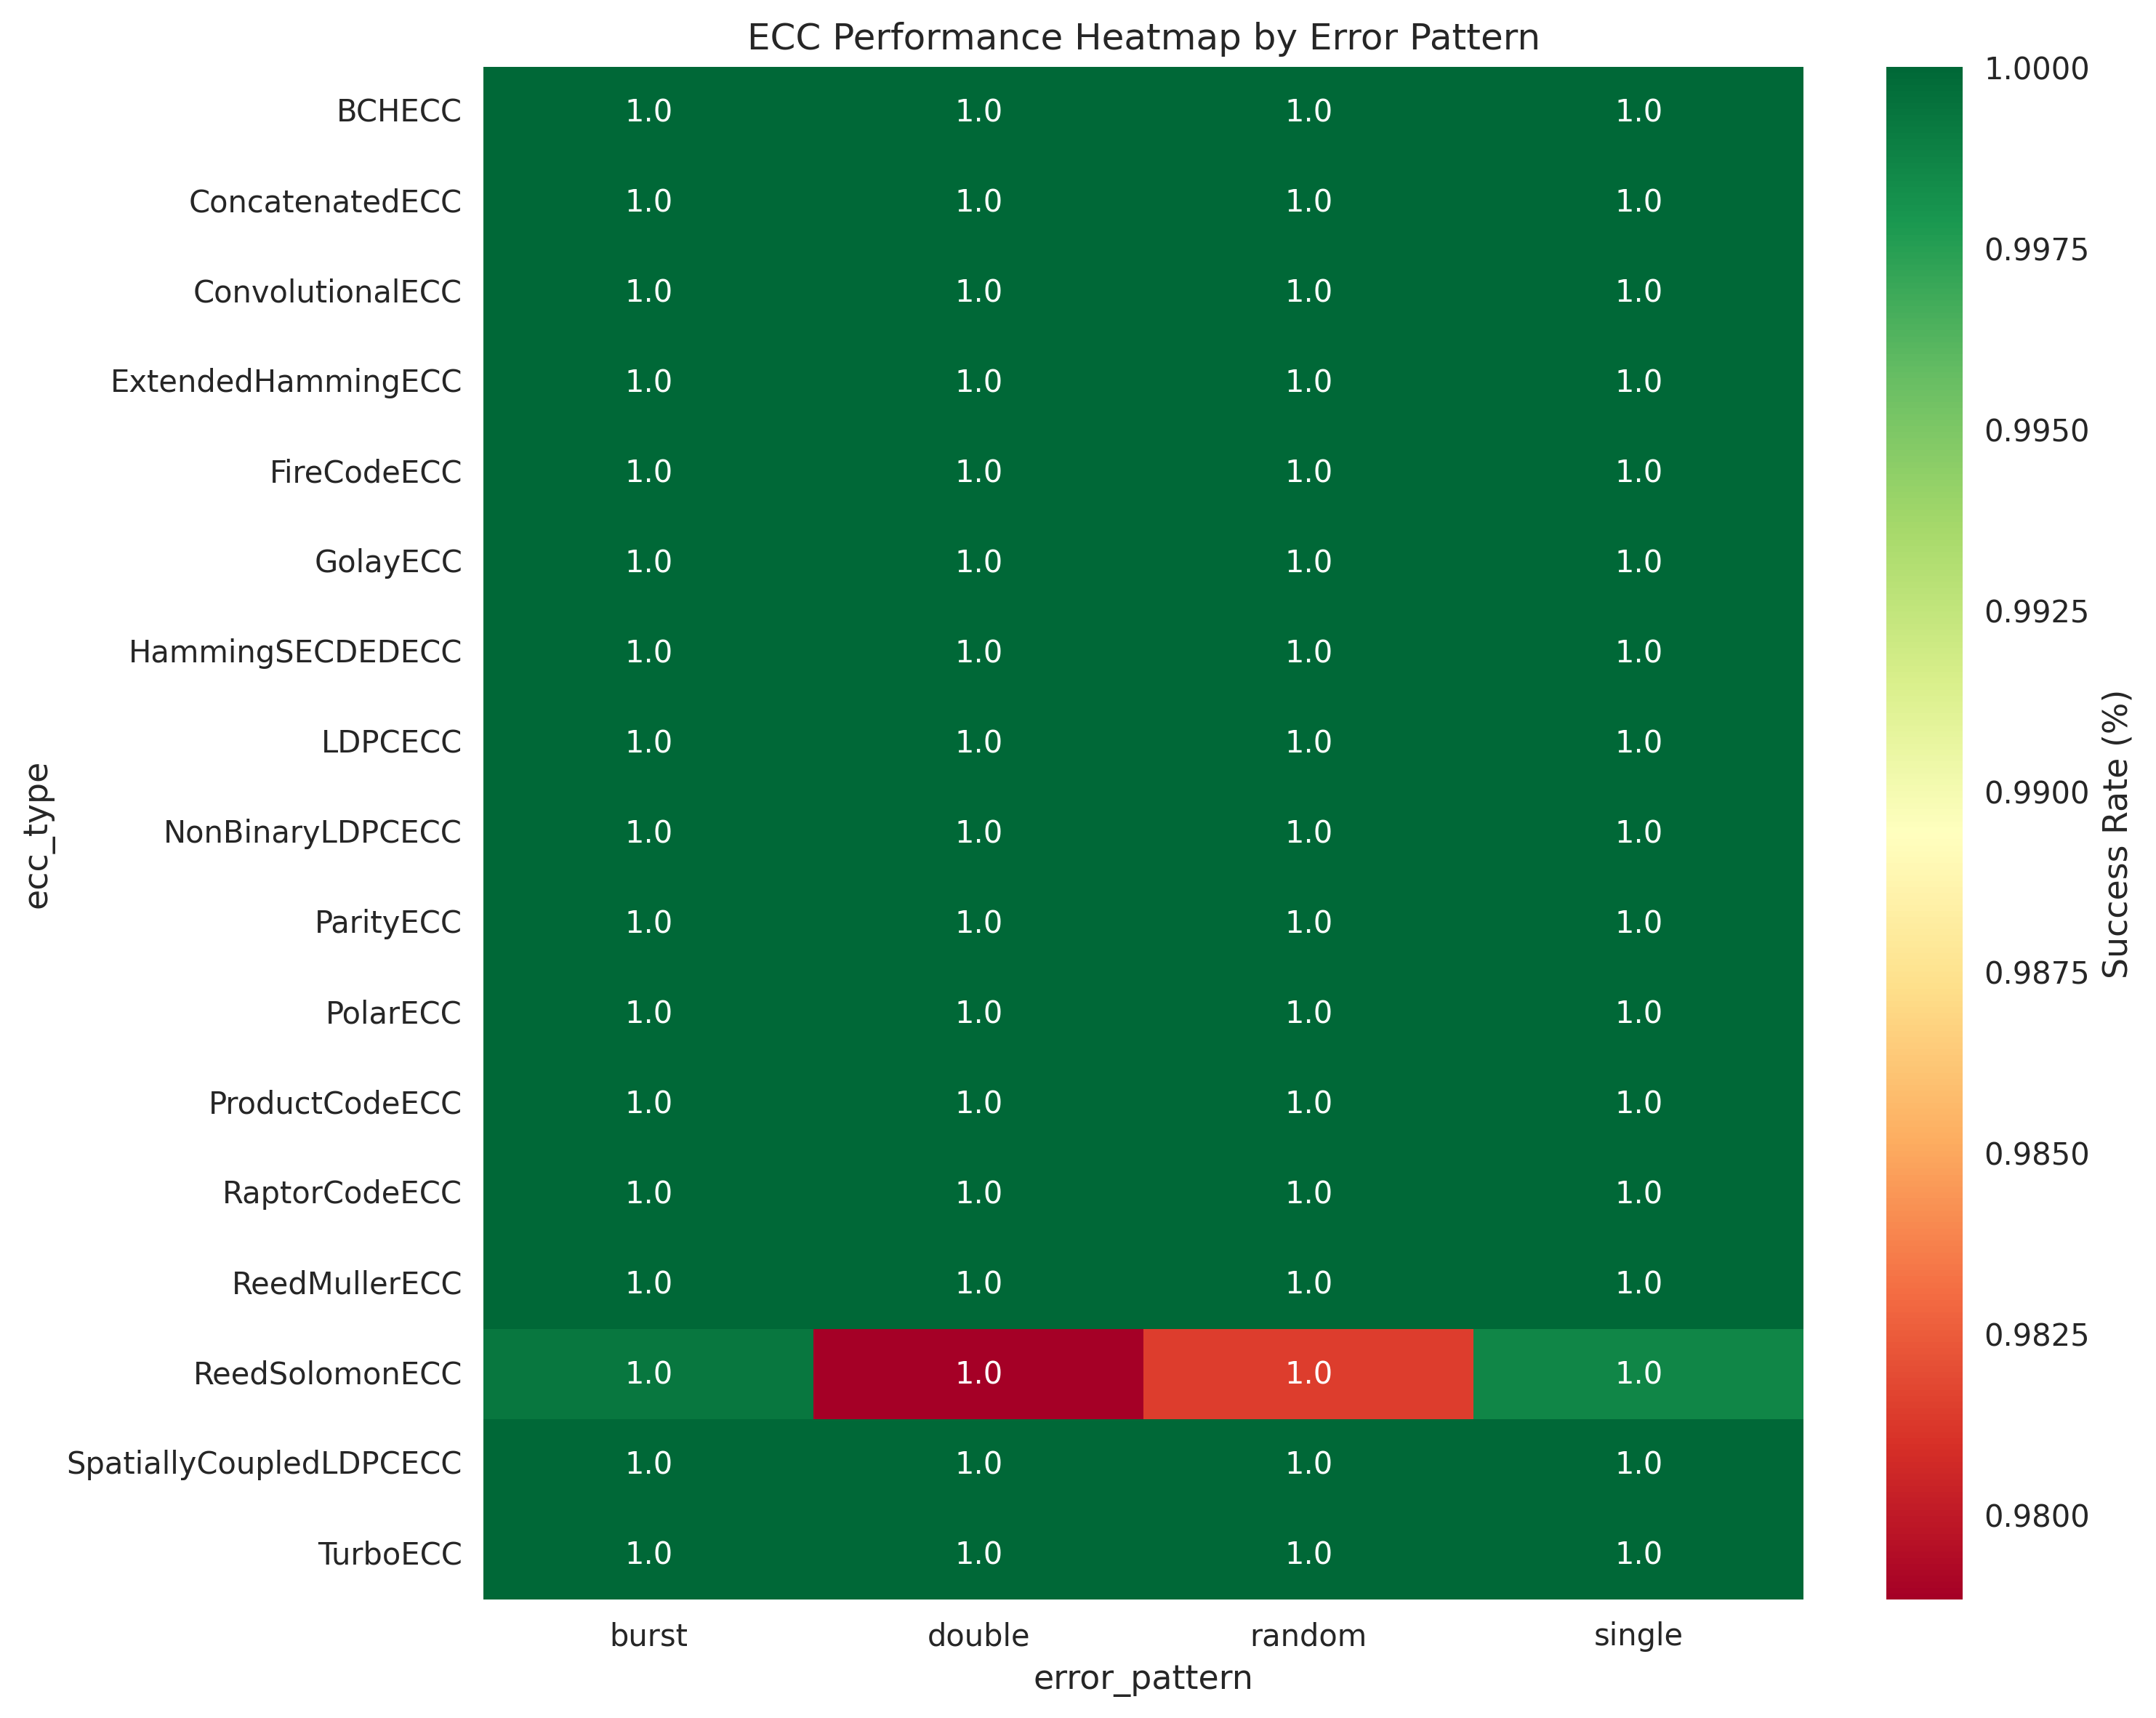 ECC Performance Heatmap by Error Pattern
BCHECC 1.0 1.0 1.0 1.0
ConcatenatedECC 1.0 1.0 1.0 1.0
ConvolutionalECC 1.0 1.0 1.0 1.0
ExtendedHammingECC 1.0 1.0 1.0 1.0
FireCodeECC 1.0 1.0 1.0 1.0
GolayECC 1.0 1.0 1.0 1.0
HammingSECDEDECC 1.0 1.0 1.0 1.0
LDPCECC 1.0 1.0 1.0 1.0
NonBinaryLDPCECC 1.0 1.0 1.0 1.0
ParityECC 1.0 1.0 1.0 1.0
PolarECC 1.0 1.0 1.0 1.0
ProductCodeECC 1.0 1.0 1.0 1.0
RaptorCodeECC 1.0 1.0 1.0 1.0
ReedMullerECC 1.0 1.0 1.0 1.0
ReedSolomonECC 1.0 1.0 1.0 1.0
SpatiallyCoupledLDPCECC 1.0 1.0 1.0 1.0
TurboECC 1.0 1.0 1.0 1.0
burst double random single
error_pattern
ecc_type
1.0000
0.9975
0.9950
0.9925
0.9900
0.9875
0.9850
0.9825
0.9800
Success Rate (%)